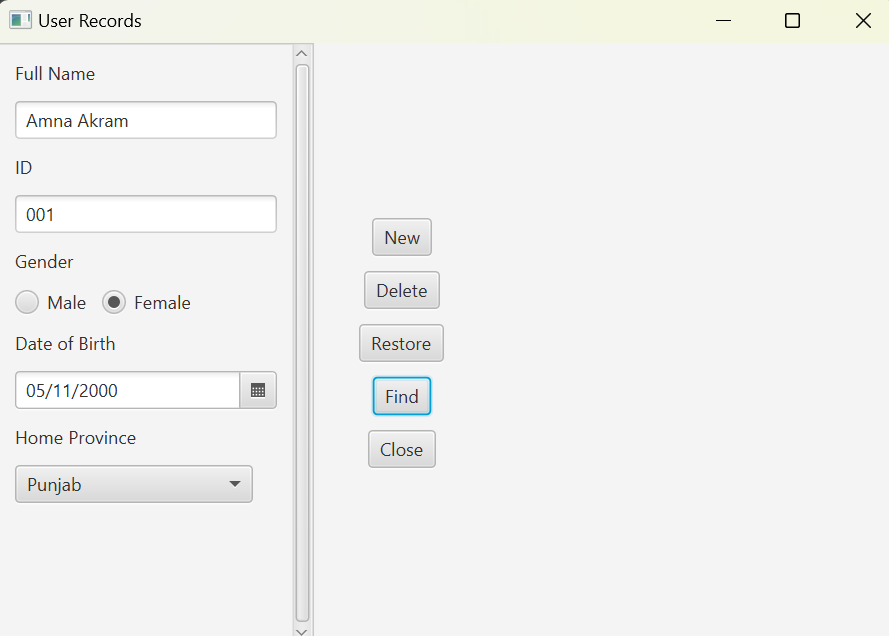 User Records
Full Name
Amna Akram
ID
001
Gender
Male Female
Date of Birth
05/11/2000
Home Province
Punjab
New
Delete
Restore
Find
Close